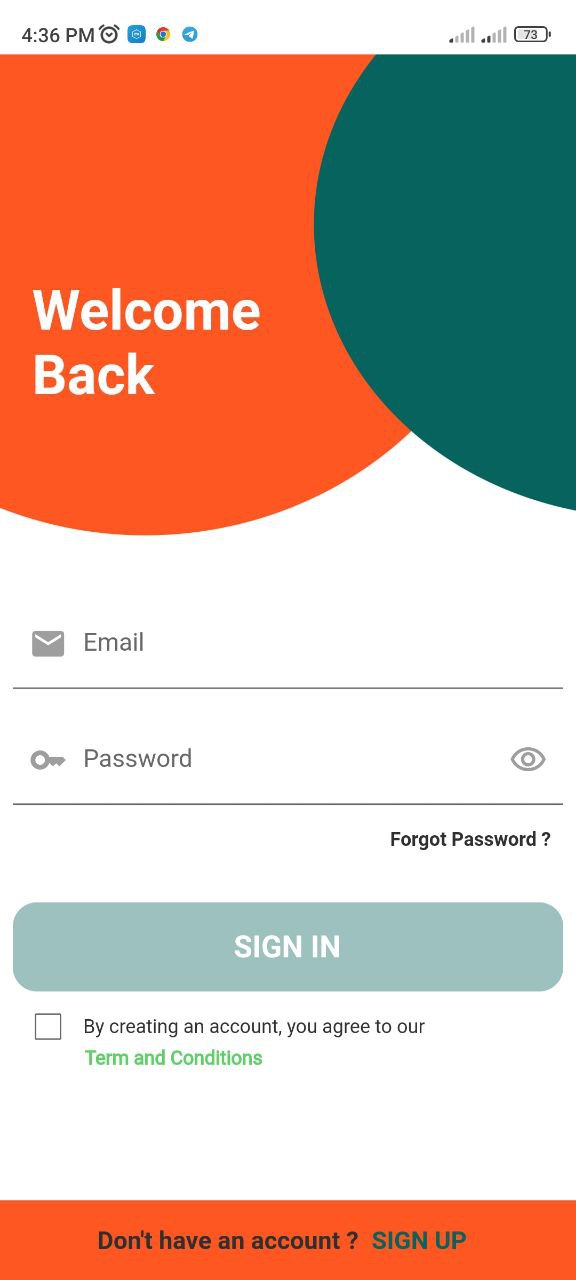 4:36 PM 73
Welcome
Back
Email
Password
Forgot Password ?
SIGN IN
By creating an account, you agree to our
Term and Conditions
Don't have an account ? SIGN UP